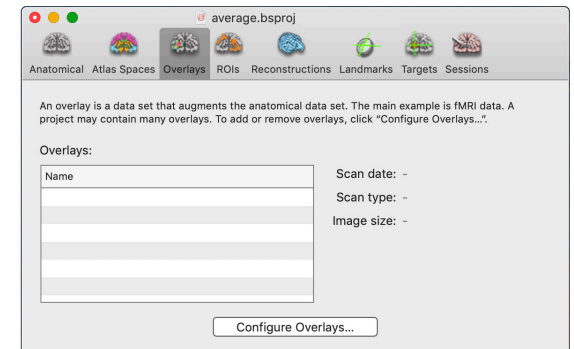 average.bsproj
Anatomical Atlas Spaces Overlays ROIs Reconstructions Landmarks Targets Sessions
An overlay is a data set that augments the anatomical data set. The main example is fMRI data. A
project may contain many overlays. To add or remove overlays, click “Configure Overlays...”.
Overlays:
Name
Scan date: -
Scan type: -
Image size: -
Configure Overlays...